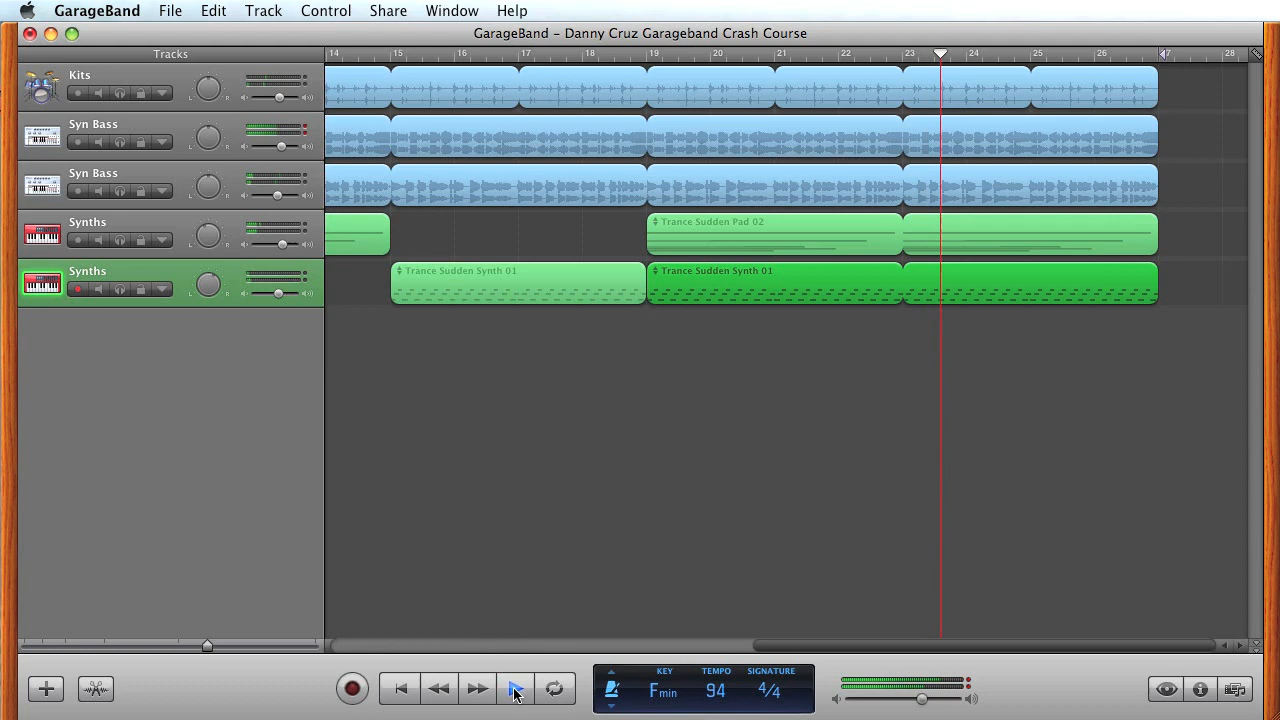 GarageBand File Edit Track Control Share Window Help
GarageBand – Danny Cruz Garageband Crash Course
Tracks
14 15 16 17 18 19 20 21 22 23 24 25 26 27 28
Kits
L R
Syn Bass
L R
Syn Bass
L R
Synths
L R
Trance Sudden Pad 02
Synths
L R
Trance Sudden Synth 01
Trance Sudden Synth 01
KEY TEMPO SIGNATURE
Fmin 94 4/4